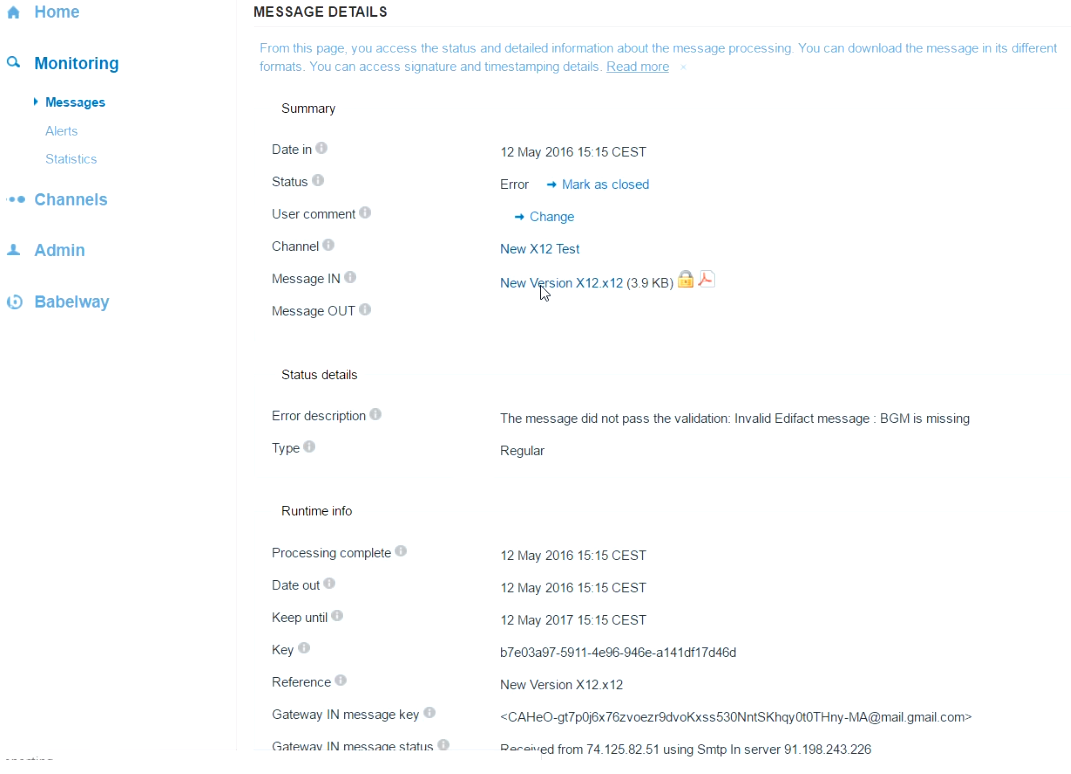 Home
Monitoring
Messages
Alerts
Statistics
Channels
Admin
Babelway
MESSAGE DETAILS
From this page, you access the status and detailed information about the message processing. You can download the message in its different
formats. You can access signature and timestamping details. Read more ×
Summary
Date in 12 May 2016 15:15 CEST
Status Error Mark as closed
User comment Change
Channel New X12 Test
Message IN New Version X12.x12 (3.9 KB)
Message OUT
Status details
Error description The message did not pass the validation: Invalid Edifact message : BGM is missing
Type Regular
Runtime info
Processing complete 12 May 2016 15:15 CEST
Date out 12 May 2016 15:15 CEST
Keep until 12 May 2017 15:15 CEST
Key b7e03a97-5911-4e96-946e-a141df17d46d
Reference New Version X12.x12
Gateway IN message key <CAHeO-gt7p0j6x76zvoezr9dvoKxss530NntSKhqy0t0THny-MA@mail.gmail.com>
Gateway IN message status Received from 74.125.82.51 using Smtp In server 91.198.243.226